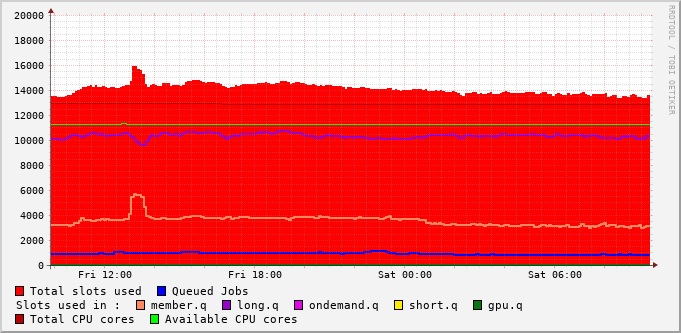 20000
18000
16000
14000
12000
10000
8000
6000
4000
2000
0
Fri 12:00 Fri 18:00 Sat 00:00 Sat 06:00
RRDTOOL / TOBI OETIKER
Total slots used Queued Jobs
Slots used in : member.q long.q ondemand.q short.q gpu.q
Total CPU cores Available CPU cores